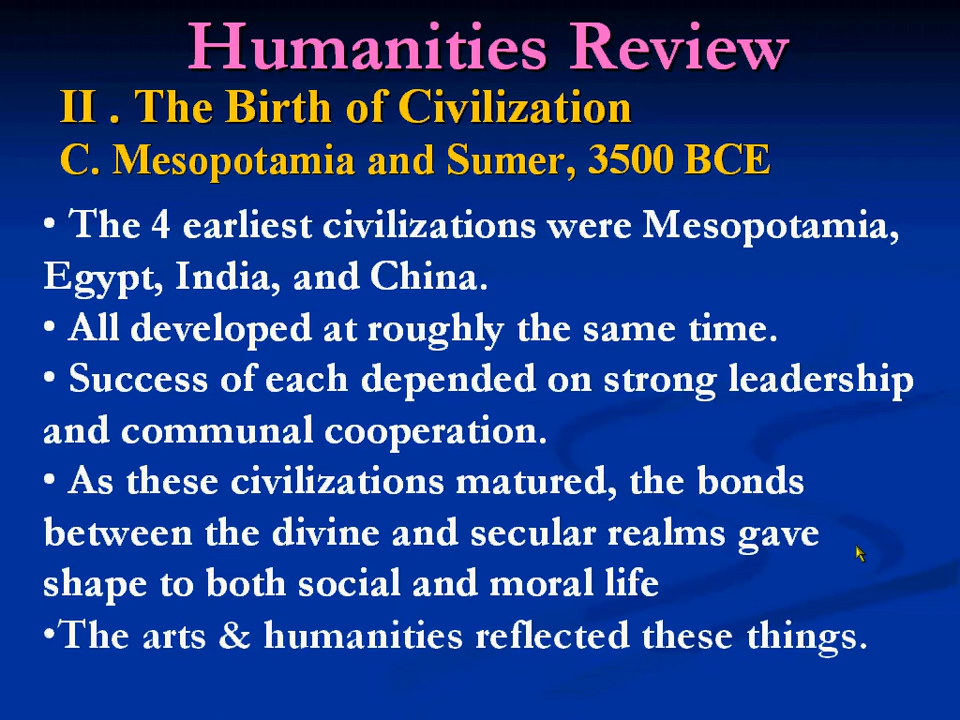 Humanities Review
II . The Birth of Civilization
C. Mesopotamia and Sumer, 3500 BCE
• The 4 earliest civilizations were Mesopotamia,
Egypt, India, and China.
• All developed at roughly the same time.
• Success of each depended on strong leadership
and communal cooperation.
• As these civilizations matured, the bonds
between the divine and secular realms gave
shape to both social and moral life
•The arts & humanities reflected these things.